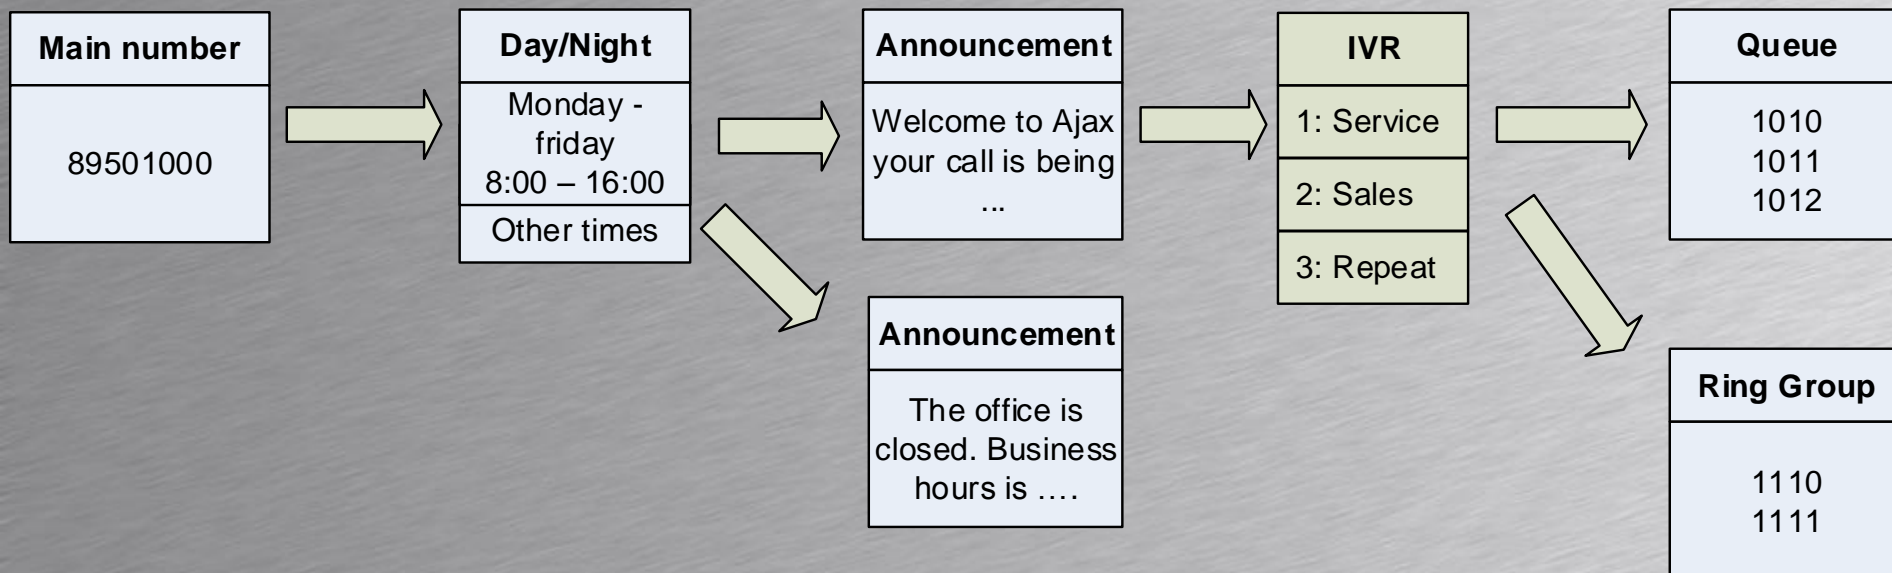 Main number
89501000
Day/Night
Monday -
friday
8:00 – 16:00
Other times
Announcement
Welcome to Ajax
your call is being
...
Announcement
The office is
closed. Business
hours is ....
IVR
1: Service
2: Sales
3: Repeat
Queue
1010
1011
1012
Ring Group
1110
1111